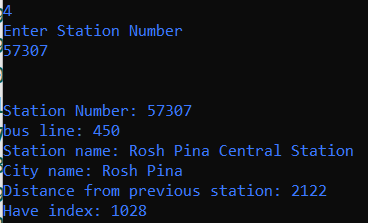 4
Enter Station Number
57307
Station Number: 57307
bus line: 450
Station name: Rosh Pina Central Station
City name: Rosh Pina
Distance from previous station: 2122
Have index: 1028